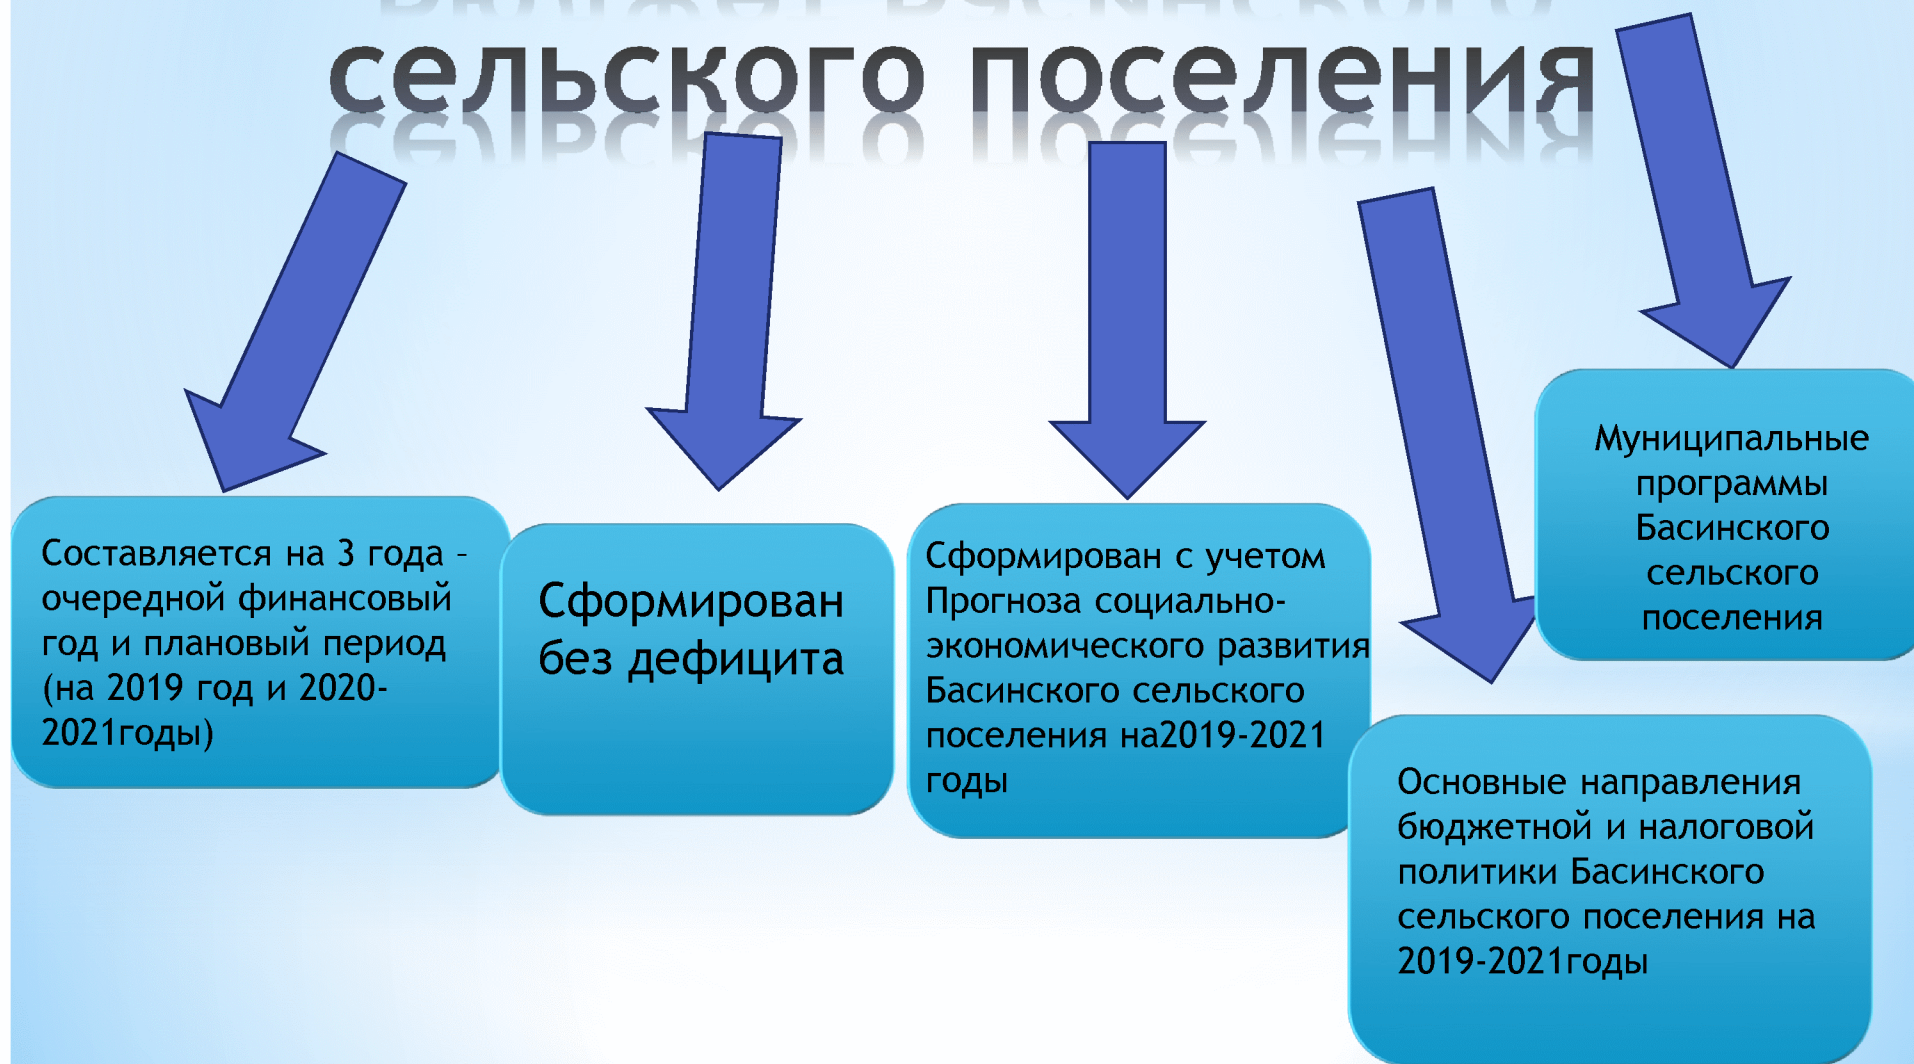 сельского поселения
Составляется на 3 года –
очередной финансовый
год и плановый период
(на 2019 год и 2020-
2021годы)
Сформирован
без дефицита
Сформирован с учетом
Прогноза социально-
экономического развития
Басинского сельского
поселения на2019-2021
годы
Основные направления
бюджетной и налоговой
политики Басинского
сельского поселения на
2019-2021годы
Муниципальные
программы
Басинского
сельского
поселения